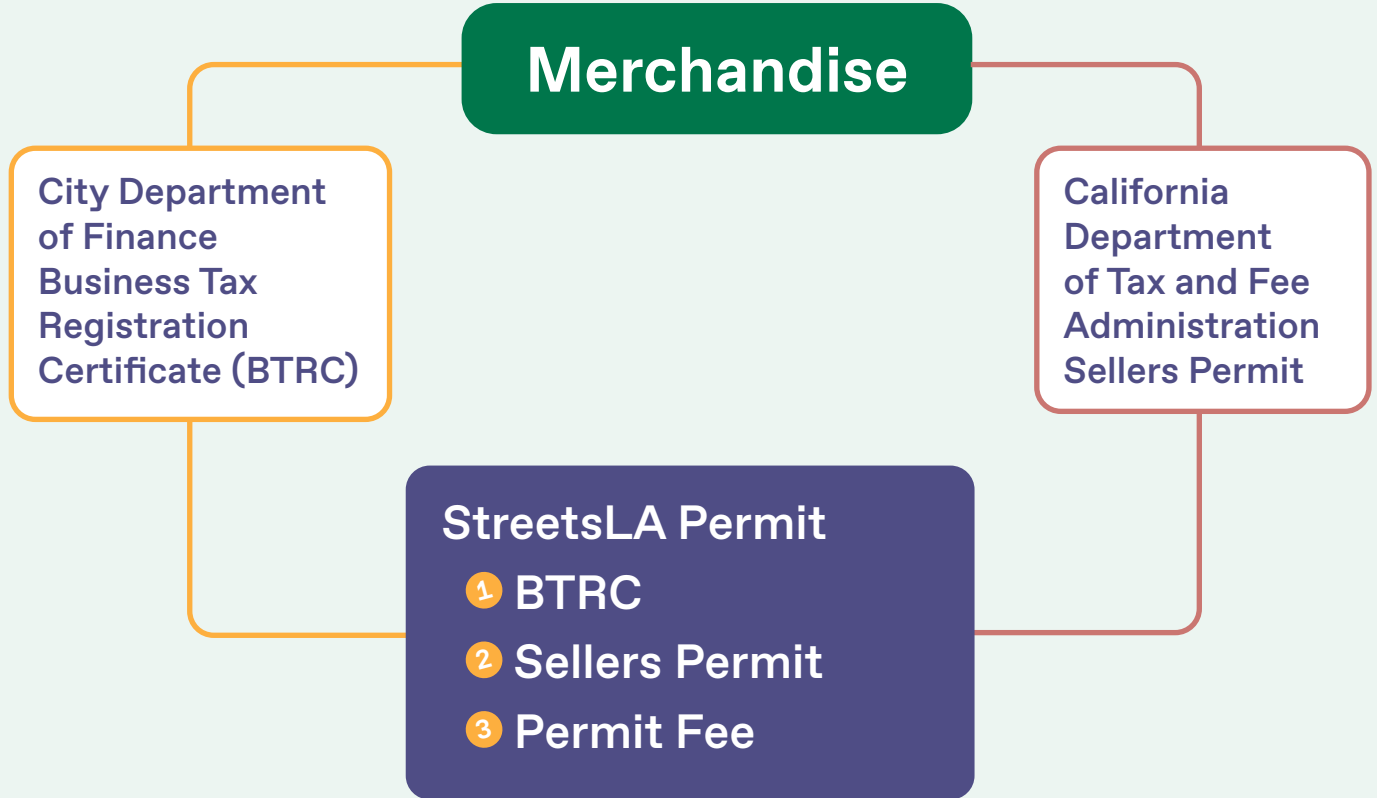 Merchandise
City Department
of Finance
Business Tax
Registration
Certificate (BTRC)
California
Department
of Tax and Fee
Administration
Sellers Permit
StreetsLA Permit
1 BTRC
2 Sellers Permit
3 Permit Fee